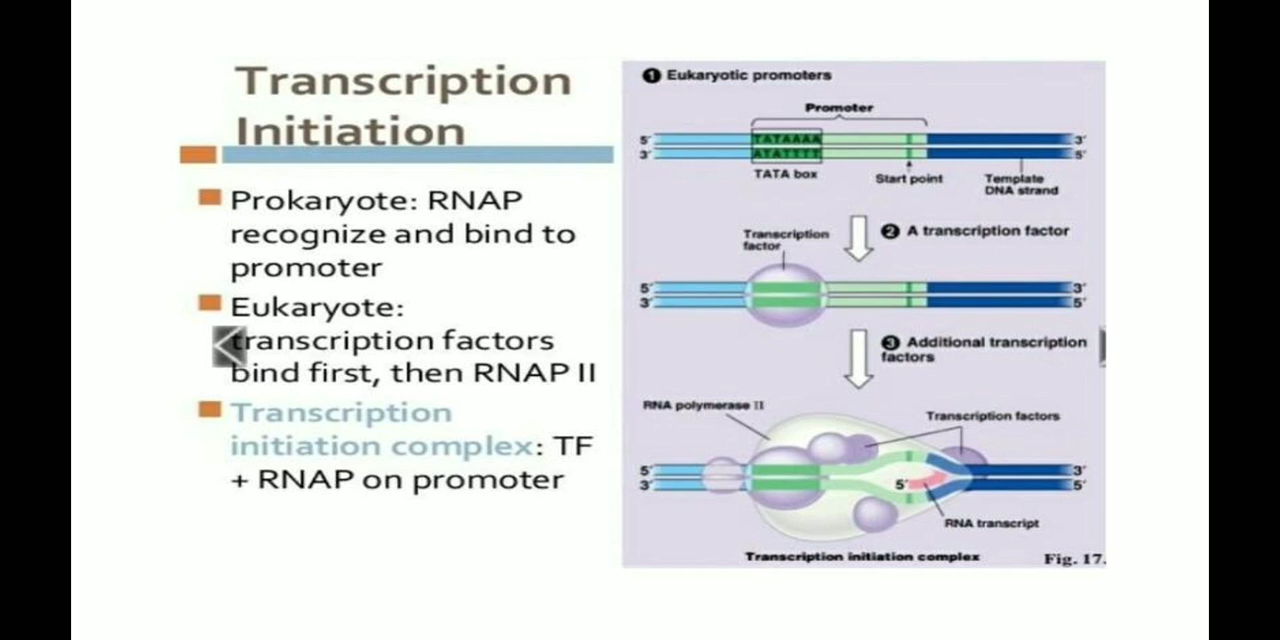 Transcription
Initiation
Prokaryote: RNAP
recognize and bind to
promoter
Eukaryote:
transcription factors
bind first, then RNAP II
Transcription
initiation complex: TF
+ RNAP on promoter
1 Eukaryotic promoters
Promoter
5′ TATAAAA 3′
3′ ATATTTT 5′
TATA box
Start point
Template
DNA strand
2 A transcription factor
Transcription
factor
5′ 3′
3′ 5′
3 Additional transcription
factors
RNA polymerase II
Transcription factors
5′ 3′
3′ 5′ 5′
RNA transcript
Transcription initiation complex
Fig. 17.